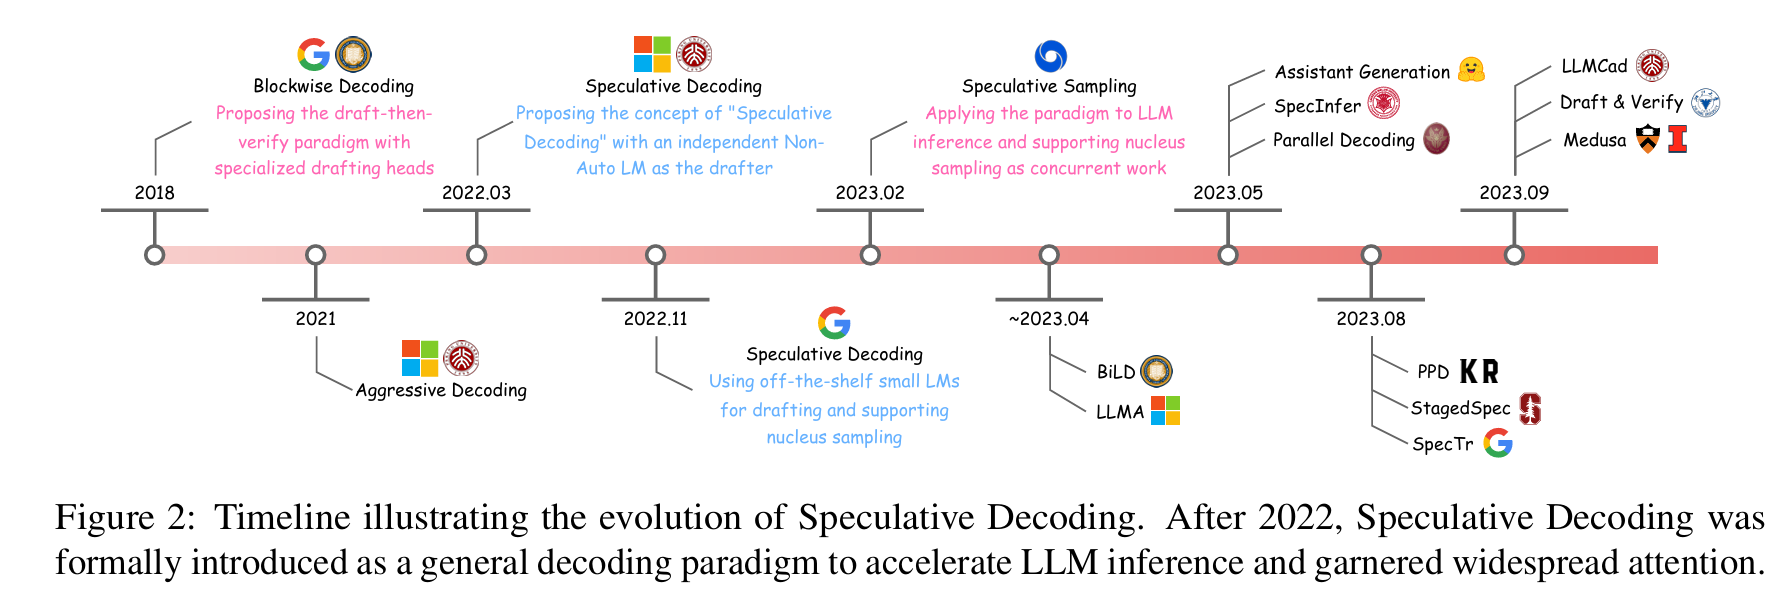 Blockwise Decoding
Proposing the draft-then-
verify paradigm with
specialized drafting heads
2018
Speculative Decoding
Proposing the concept of "Speculative
Decoding" with an independent Non-
Auto LM as the drafter
2022.03
Speculative Sampling
Applying the paradigm to LLM
inference and supporting nucleus
sampling as concurrent work
2023.02
Assistant Generation
SpecInfer
Parallel Decoding
2023.05
LLMCad
Draft & Verify
Medusa
2023.09
2021
Aggressive Decoding
2022.11
Speculative Decoding
Using off-the-shelf small LMs
for drafting and supporting
nucleus sampling
~2023.04
BiLD
LLMA
2023.08
PPD KR
StagedSpec
SpecTr
Figure 2: Timeline illustrating the evolution of Speculative Decoding. After 2022, Speculative Decoding was
formally introduced as a general decoding paradigm to accelerate LLM inference and garnered widespread attention.